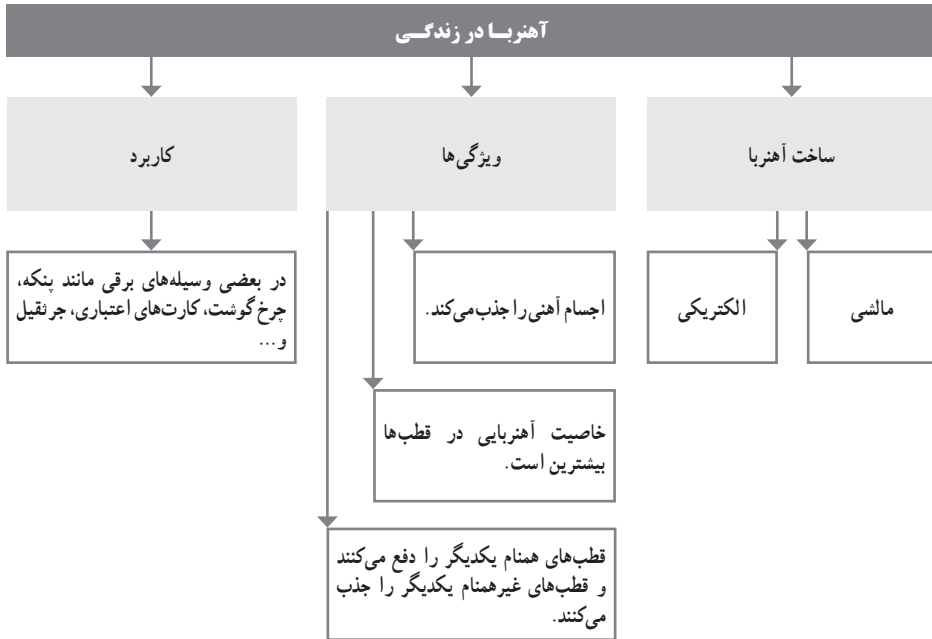 آهنربا در زندگی
ساخت آهنربا
ویژگی‌ها
کاربرد
مالشی
الکتریکی
اجسام آهنی را جذب می‌کند.
خاصیت آهنربایی در قطب‌ها
بیشترین است.
قطب‌های همنام یکدیگر را دفع می‌کنند
و قطب‌های غیرهمنام یکدیگر را جذب
می‌کنند.
در بعضی وسیله‌های برقی مانند پنکه،
چرخ گوشت، کارت‌های اعتباری، جرثقیل
و...